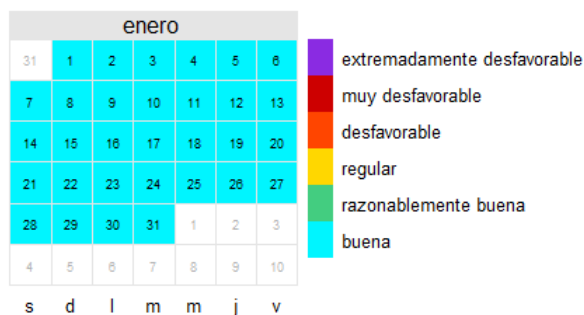 enero
31 1 2 3 4 5 6
7 8 9 10 11 12 13
14 15 16 17 18 19 20
21 22 23 24 25 26 27
28 29 30 31 1 2 3
4 5 6 7 8 9 10
s d l m m j v
extremadamente desfavorable
muy desfavorable
desfavorable
regular
razonablemente buena
buena